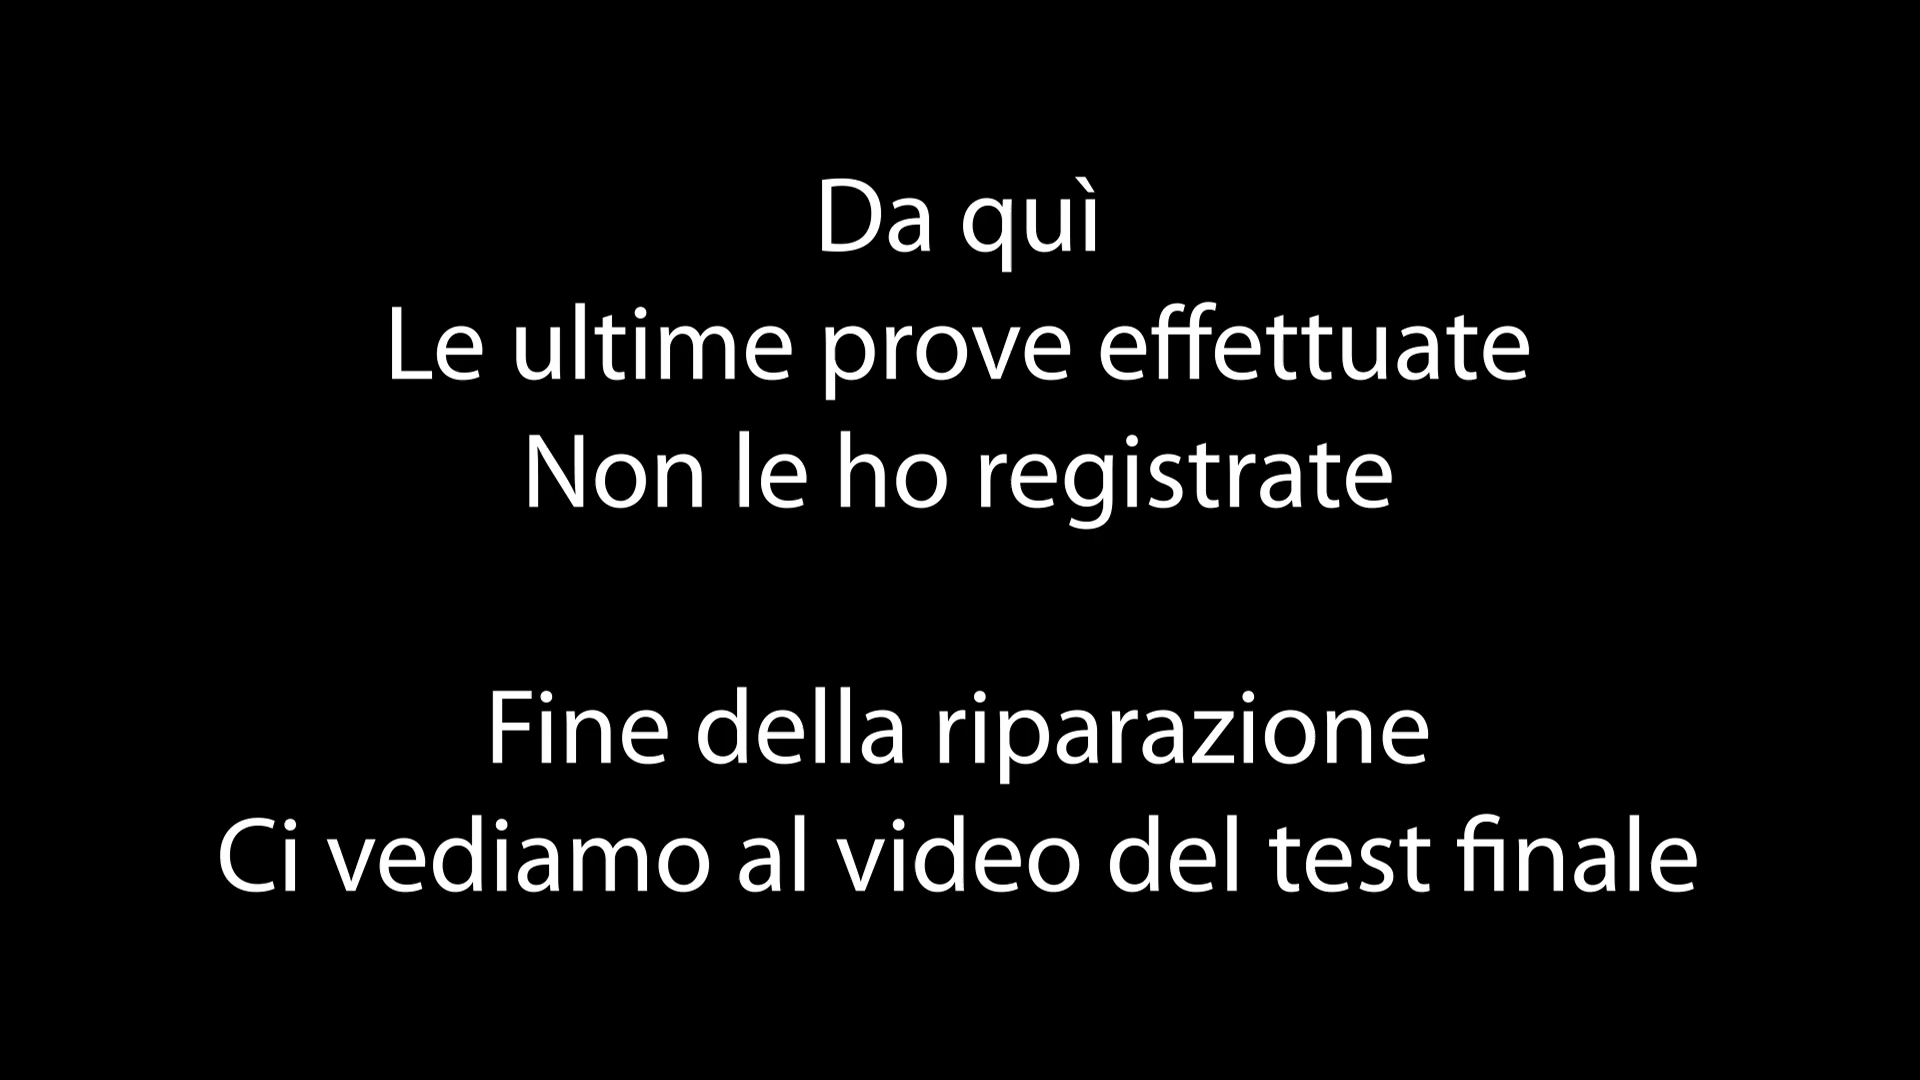 Da quì
Le ultime prove effettuate
Non le ho registrate
Fine della riparazione
Ci vediamo al video del test finale